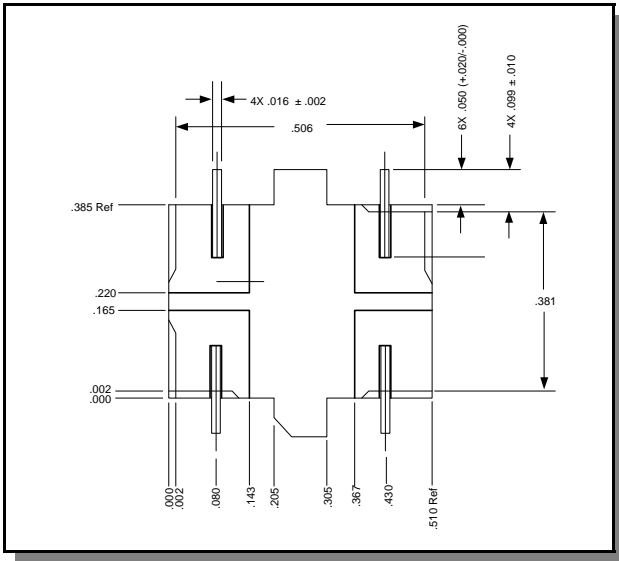 4X .016 ± .002
.506
6X .050 (+.020/-.000)
4X .099 ± .010
.385 Ref
.220
.165
.381
.002
.000
.000
.002
.080
.143
.205
.305
.367
.430
.510 Ref